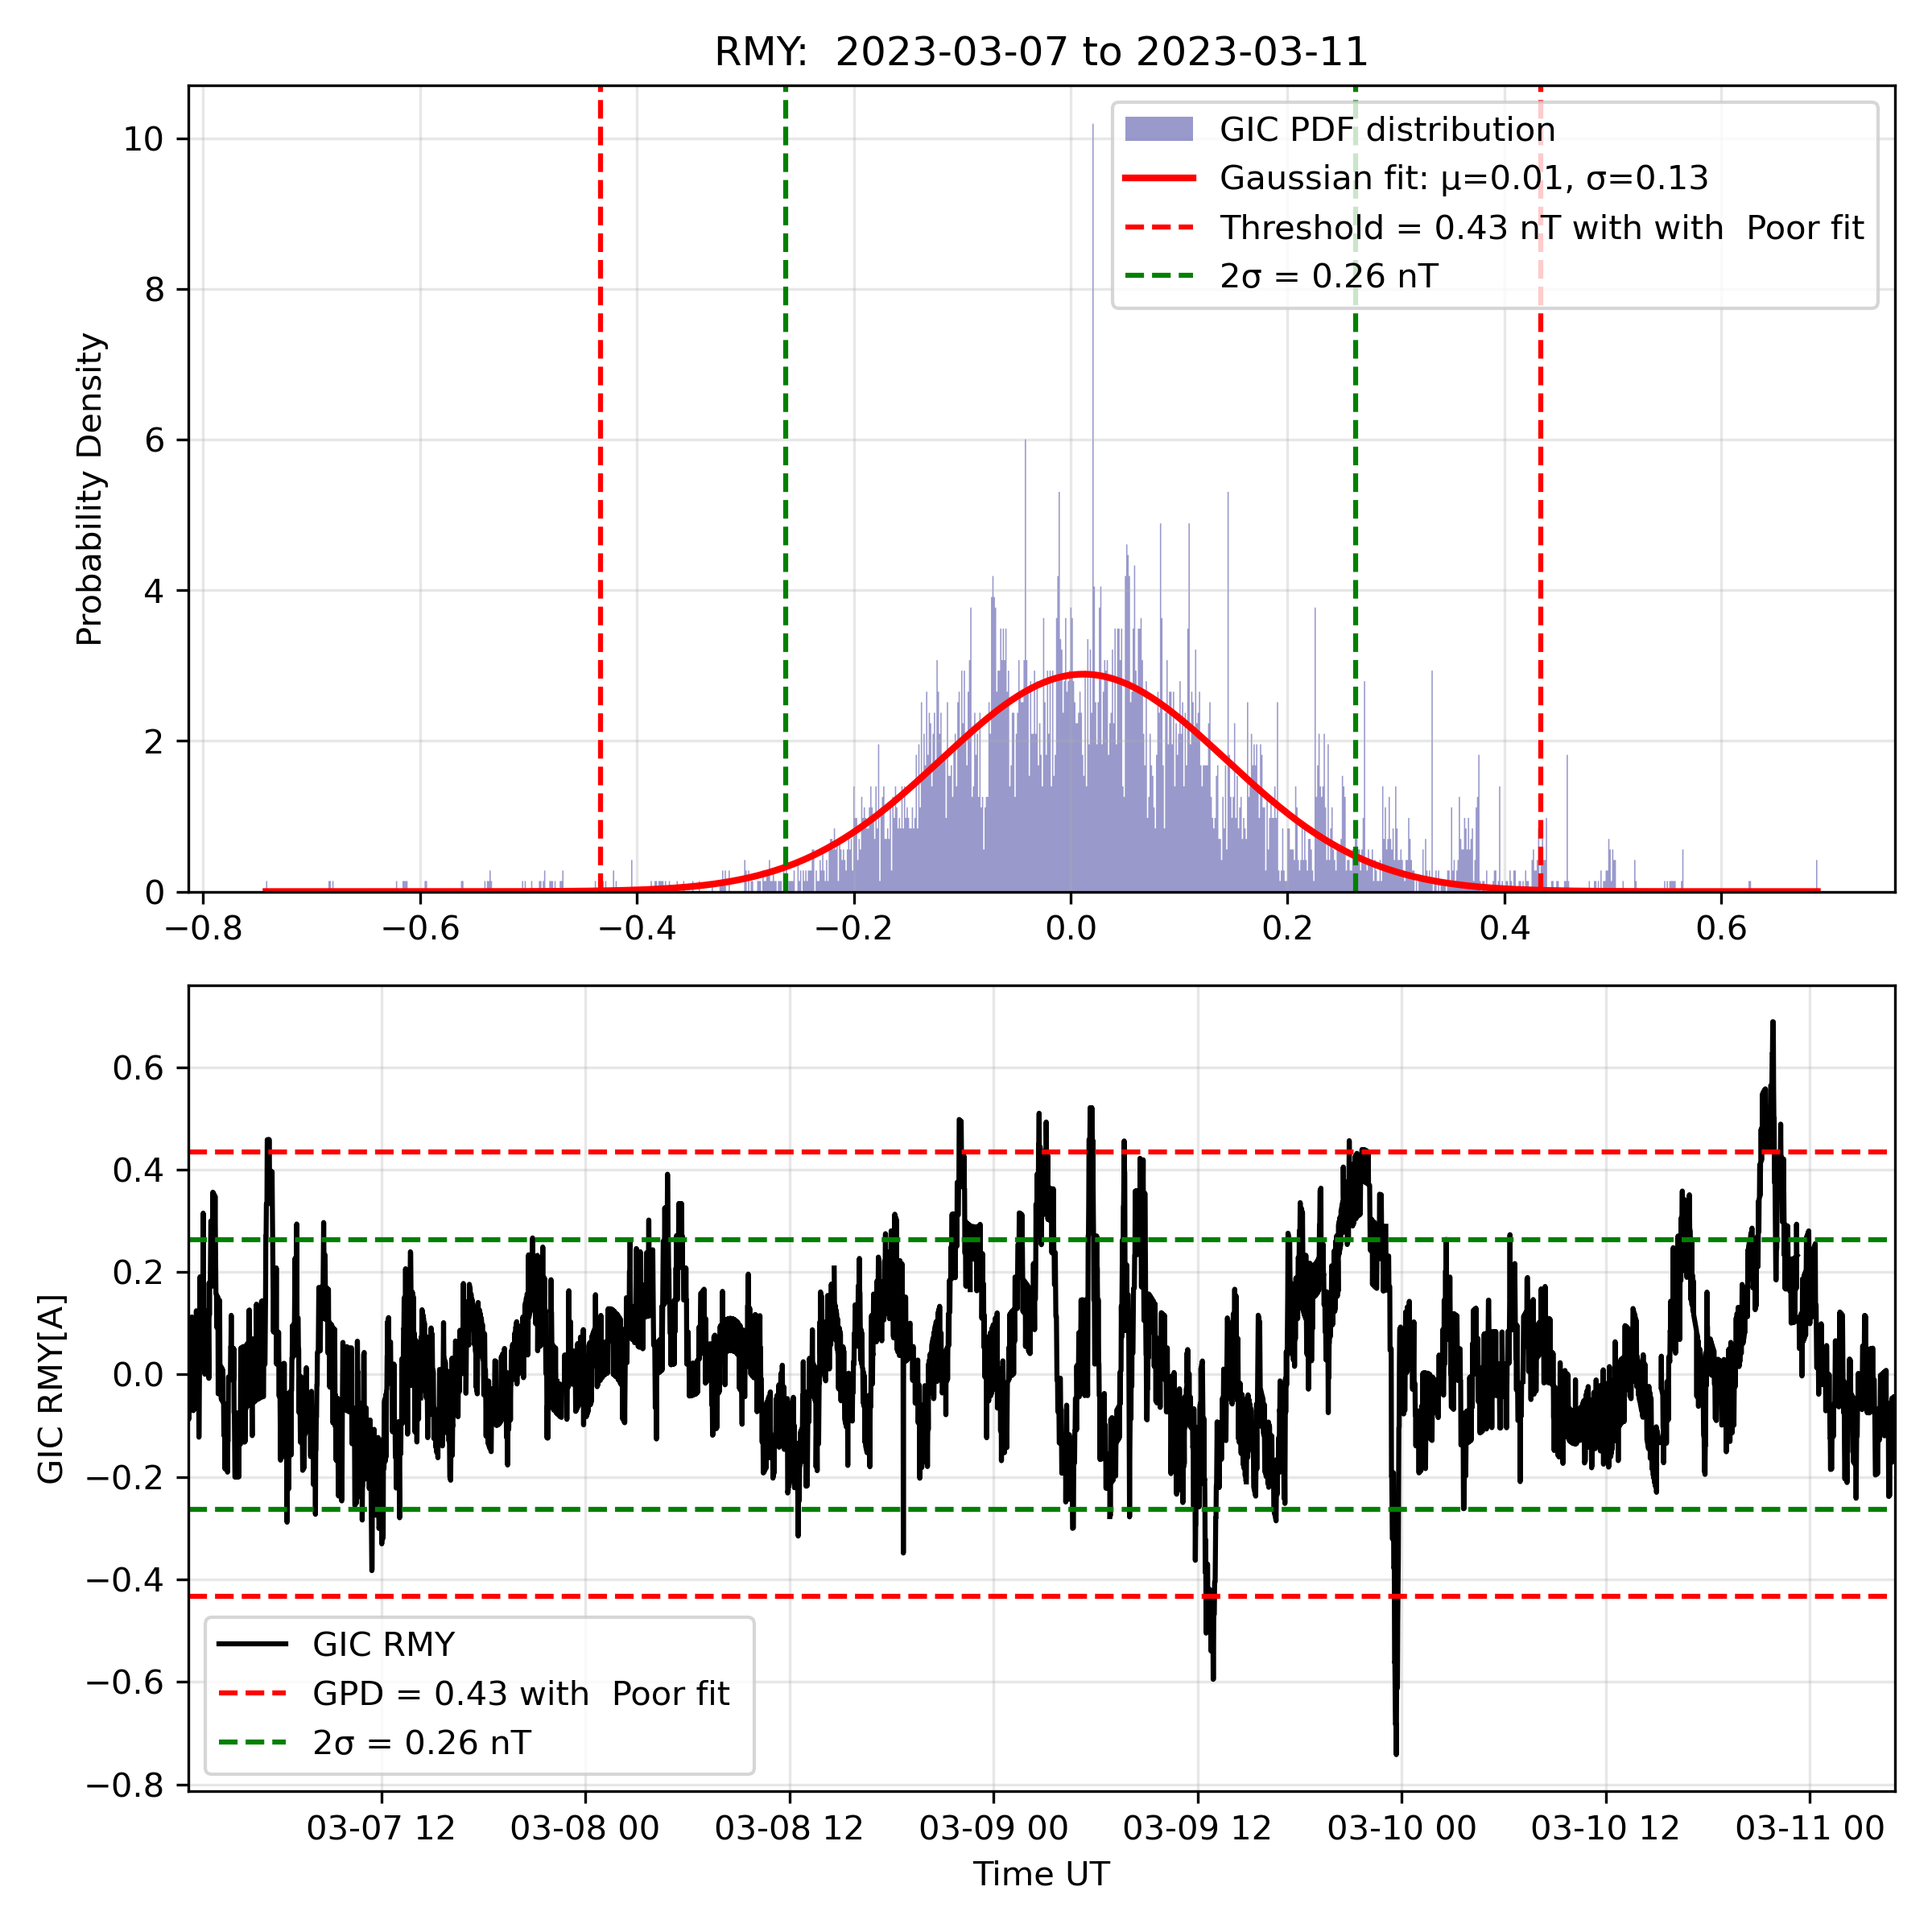 RMY:  2023-03-07 to 2023-03-11
Probability Density
10
8
6
4
2
0
GIC PDF distribution
Gaussian fit: μ=0.01, σ=0.13
Threshold = 0.43 nT with with  Poor fit
2σ = 0.26 nT
−0.8 −0.6 −0.4 −0.2 0.0 0.2 0.4 0.6
GIC RMY[A]
0.6
0.4
0.2
0.0
−0.2
−0.4
−0.6
−0.8
GIC RMY
GPD = 0.43 with  Poor fit
2σ = 0.26 nT
03-07 12 03-08 00 03-08 12 03-09 00 03-09 12 03-10 00 03-10 12 03-11 00
Time UT